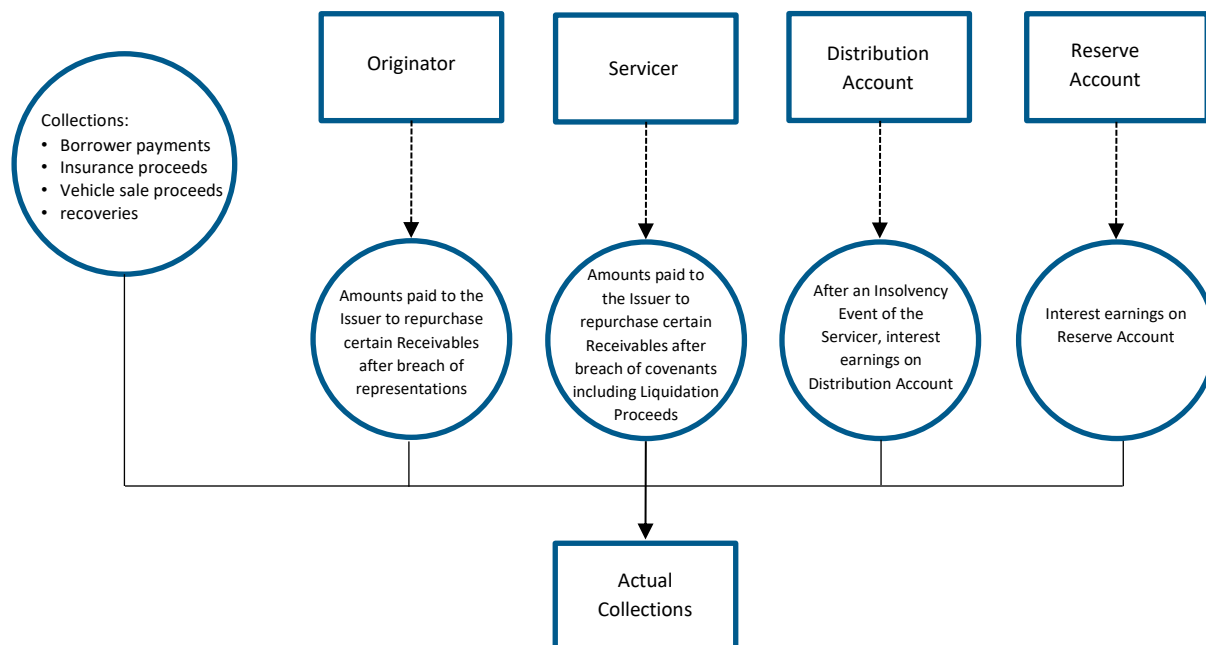 Originator
Servicer
Distribution
Account
Reserve
Account
Collections:
• Borrower payments
• Insurance proceeds
• Vehicle sale proceeds
• recoveries
Amounts paid to the
Issuer to repurchase
certain Receivables
after breach of
representations
Amounts paid to
the Issuer to
repurchase certain
Receivables after
breach of covenants
including Liquidation
Proceeds
After an Insolvency
Event of the
Servicer, interest
earnings on
Distribution Account
Interest earnings on
Reserve Account
Actual
Collections